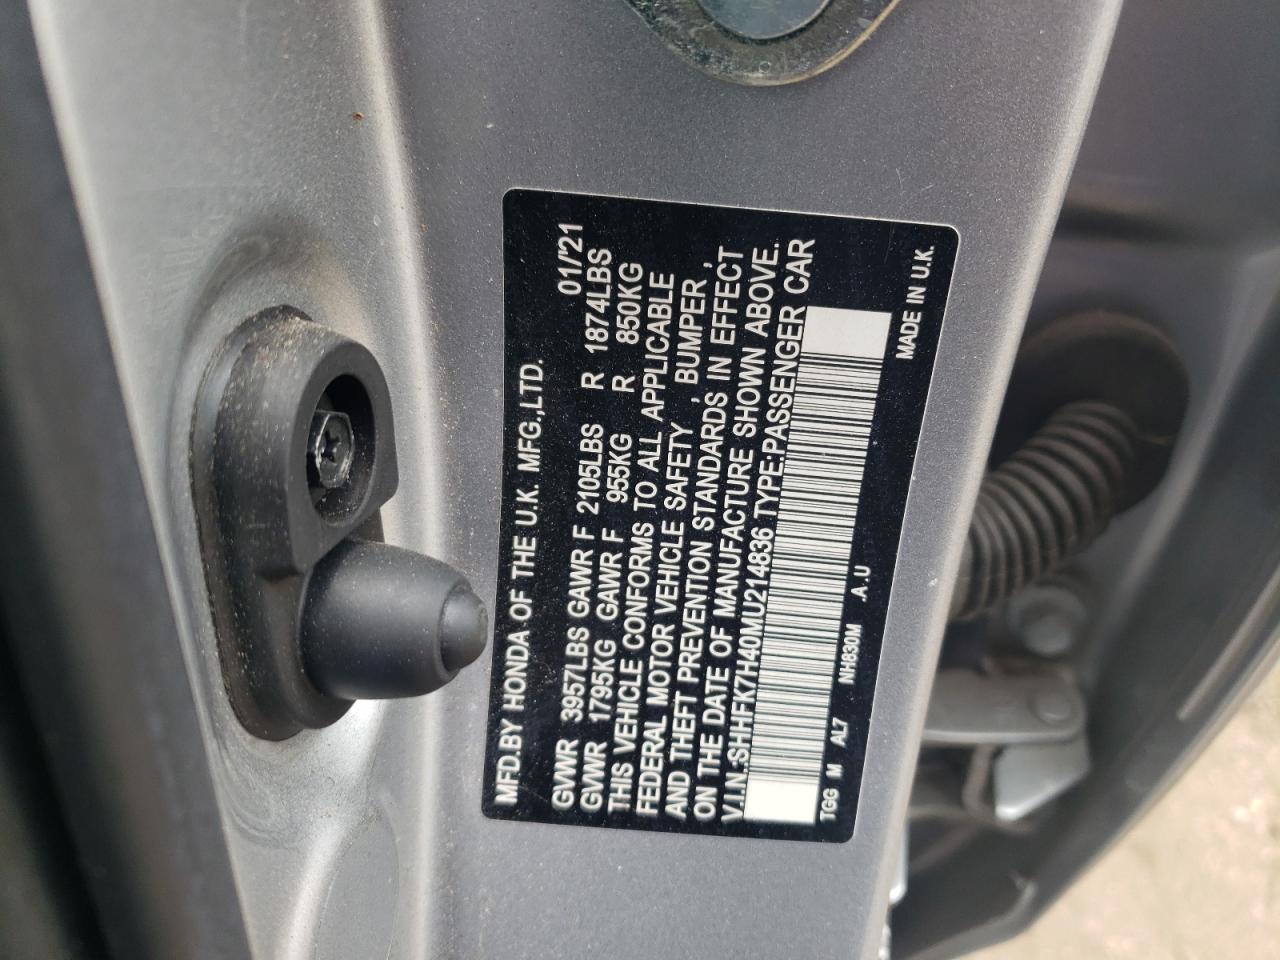 MFD.BY HONDA OF THE U.K. MFG.,LTD. 01/'21
GVWR 3957LBS GAWR F 2105LBS R 1874LBS
GVWR 1795KG GAWR F 955KG R 850KG
THIS VEHICLE CONFORMS TO ALL APPLICABLE
FEDERAL MOTOR VEHICLE SAFETY , BUMPER ,
AND THEFT PREVENTION STANDARDS IN EFFECT
ON THE DATE OF MANUFACTURE SHOWN ABOVE.
V.I.N.:SHHFK7H40MU214836 TYPE:PASSENGER CAR
TGG M AL7 NH830M A.U MADE IN U.K.